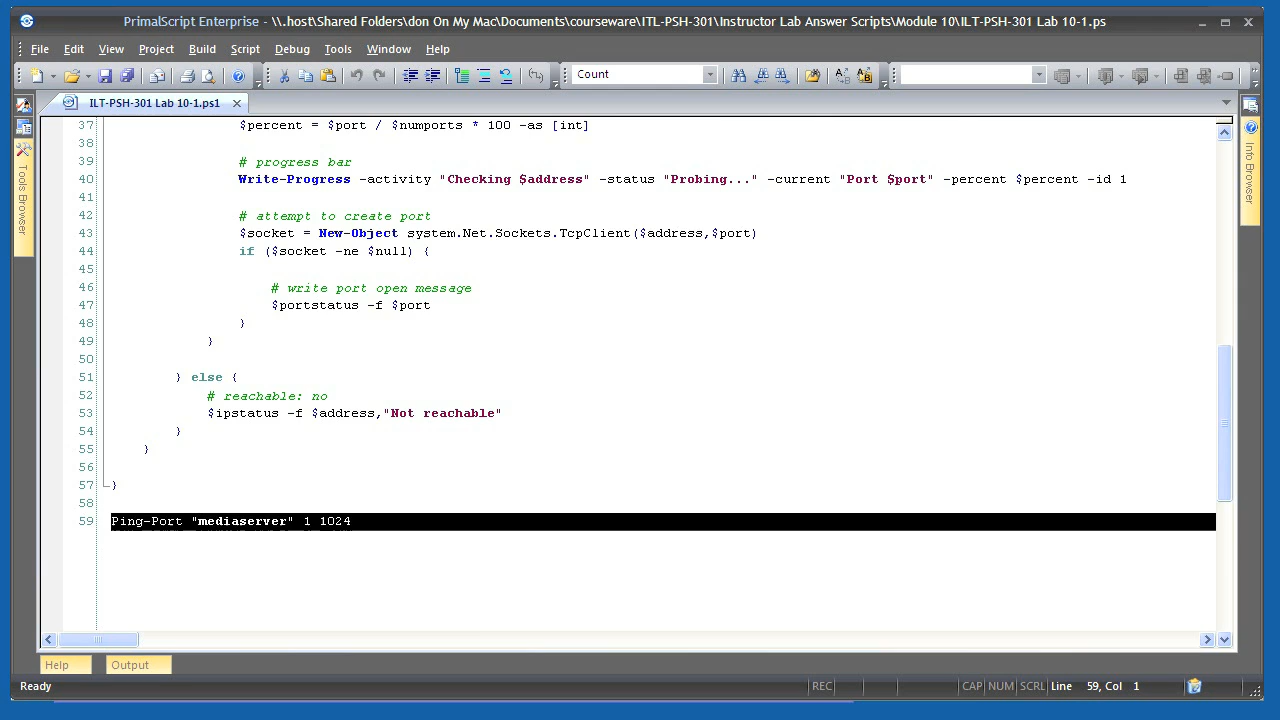 PrimalScript Enterprise - \\.host\Shared Folders\don On My Mac\Documents\courseware\ITL-PSH-301\Instructor Lab Answer Scripts\Module 10\ILT-PSH-301 Lab 10-1.ps
File Edit View Project Build Script Debug Tools Window Help
Count
ILT-PSH-301 Lab 10-1.ps1
Tools Browser
Info Browser
37 $percent = $port / $numports * 100 -as [int]
38
39 # progress bar
40 Write-Progress -activity "Checking $address" -status "Probing..." -current "Port $port" -percent $percent -id 1
41
42 # attempt to create port
43 $socket = New-Object system.Net.Sockets.TcpClient($address,$port)
44 if ($socket -ne $null) {
45
46 # write port open message
47 $portstatus -f $port
48 }
49 }
50
51 } else {
52 # reachable: no
53 $ipstatus -f $address,"Not reachable"
54 }
55 }
56
57 }
58
59 Ping-Port "mediaserver" 1 1024
Help Output
Ready REC CAP NUM SCRL Line 59, Col 1